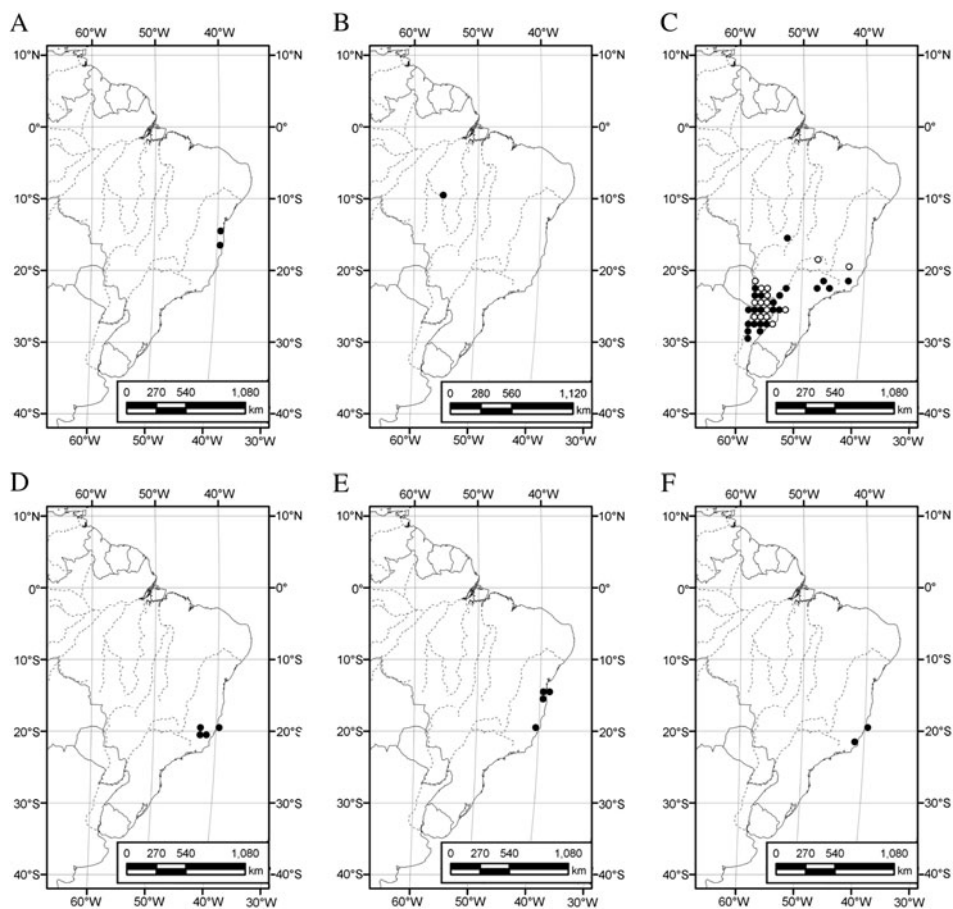 A B C
60°W 50°W 40°W 60°W 50°W 40°W 60°W 50°W 40°W
10°N 10°N 10°N 10°N 10°N 10°N
0° 0° 0° 0° 0° 0°
10°S 10°S 10°S 10°S 10°S 10°S
20°S 20°S 20°S 20°S 20°S 20°S
30°S 30°S 30°S 30°S 30°S 30°S
0 270 540 1,080 0 280 560 1,120 0 270 540 1,080
km km km
40°S 40°S 40°S 40°S 40°S 40°S
60°W 50°W 40°W 30°W 60°W 50°W 40°W 30°W 60°W 50°W 40°W 30°W
D E F
60°W 50°W 40°W 60°W 50°W 40°W 60°W 50°W 40°W
10°N 10°N 10°N 10°N 10°N 10°N
0° 0° 0° 0° 0° 0°
10°S 10°S 10°S 10°S 10°S 10°S
20°S 20°S 20°S 20°S 20°S 20°S
30°S 30°S 30°S 30°S 30°S 30°S
0 270 540 1,080 0 270 540 1,080 0 270 540 1,080
km km km
40°S 40°S 40°S 40°S 40°S 40°S
60°W 50°W 40°W 30°W 60°W 50°W 40°W 30°W 60°W 50°W 40°W 30°W